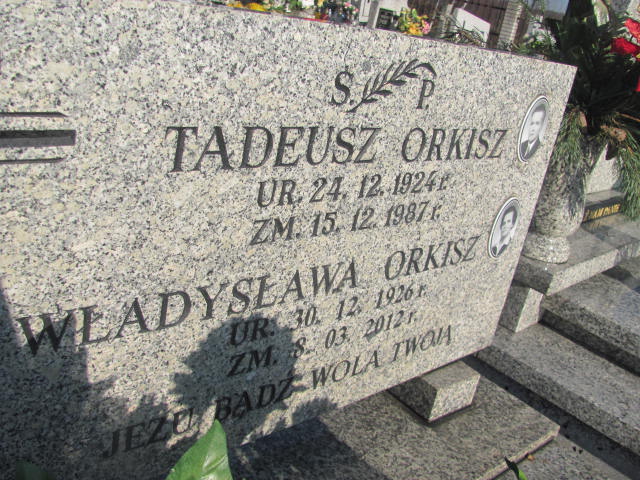 S. P.
TADEUSZ ORKISZ
UR. 24. 12. 1924 r.
ZM. 15. 12. 1987 r.
WŁADYSŁAWA ORKISZ
UR. 30. 12. 1926 r.
ZM. 8. 03. 2012 r.
JEZU BĄDŹ WOLA TWOJA